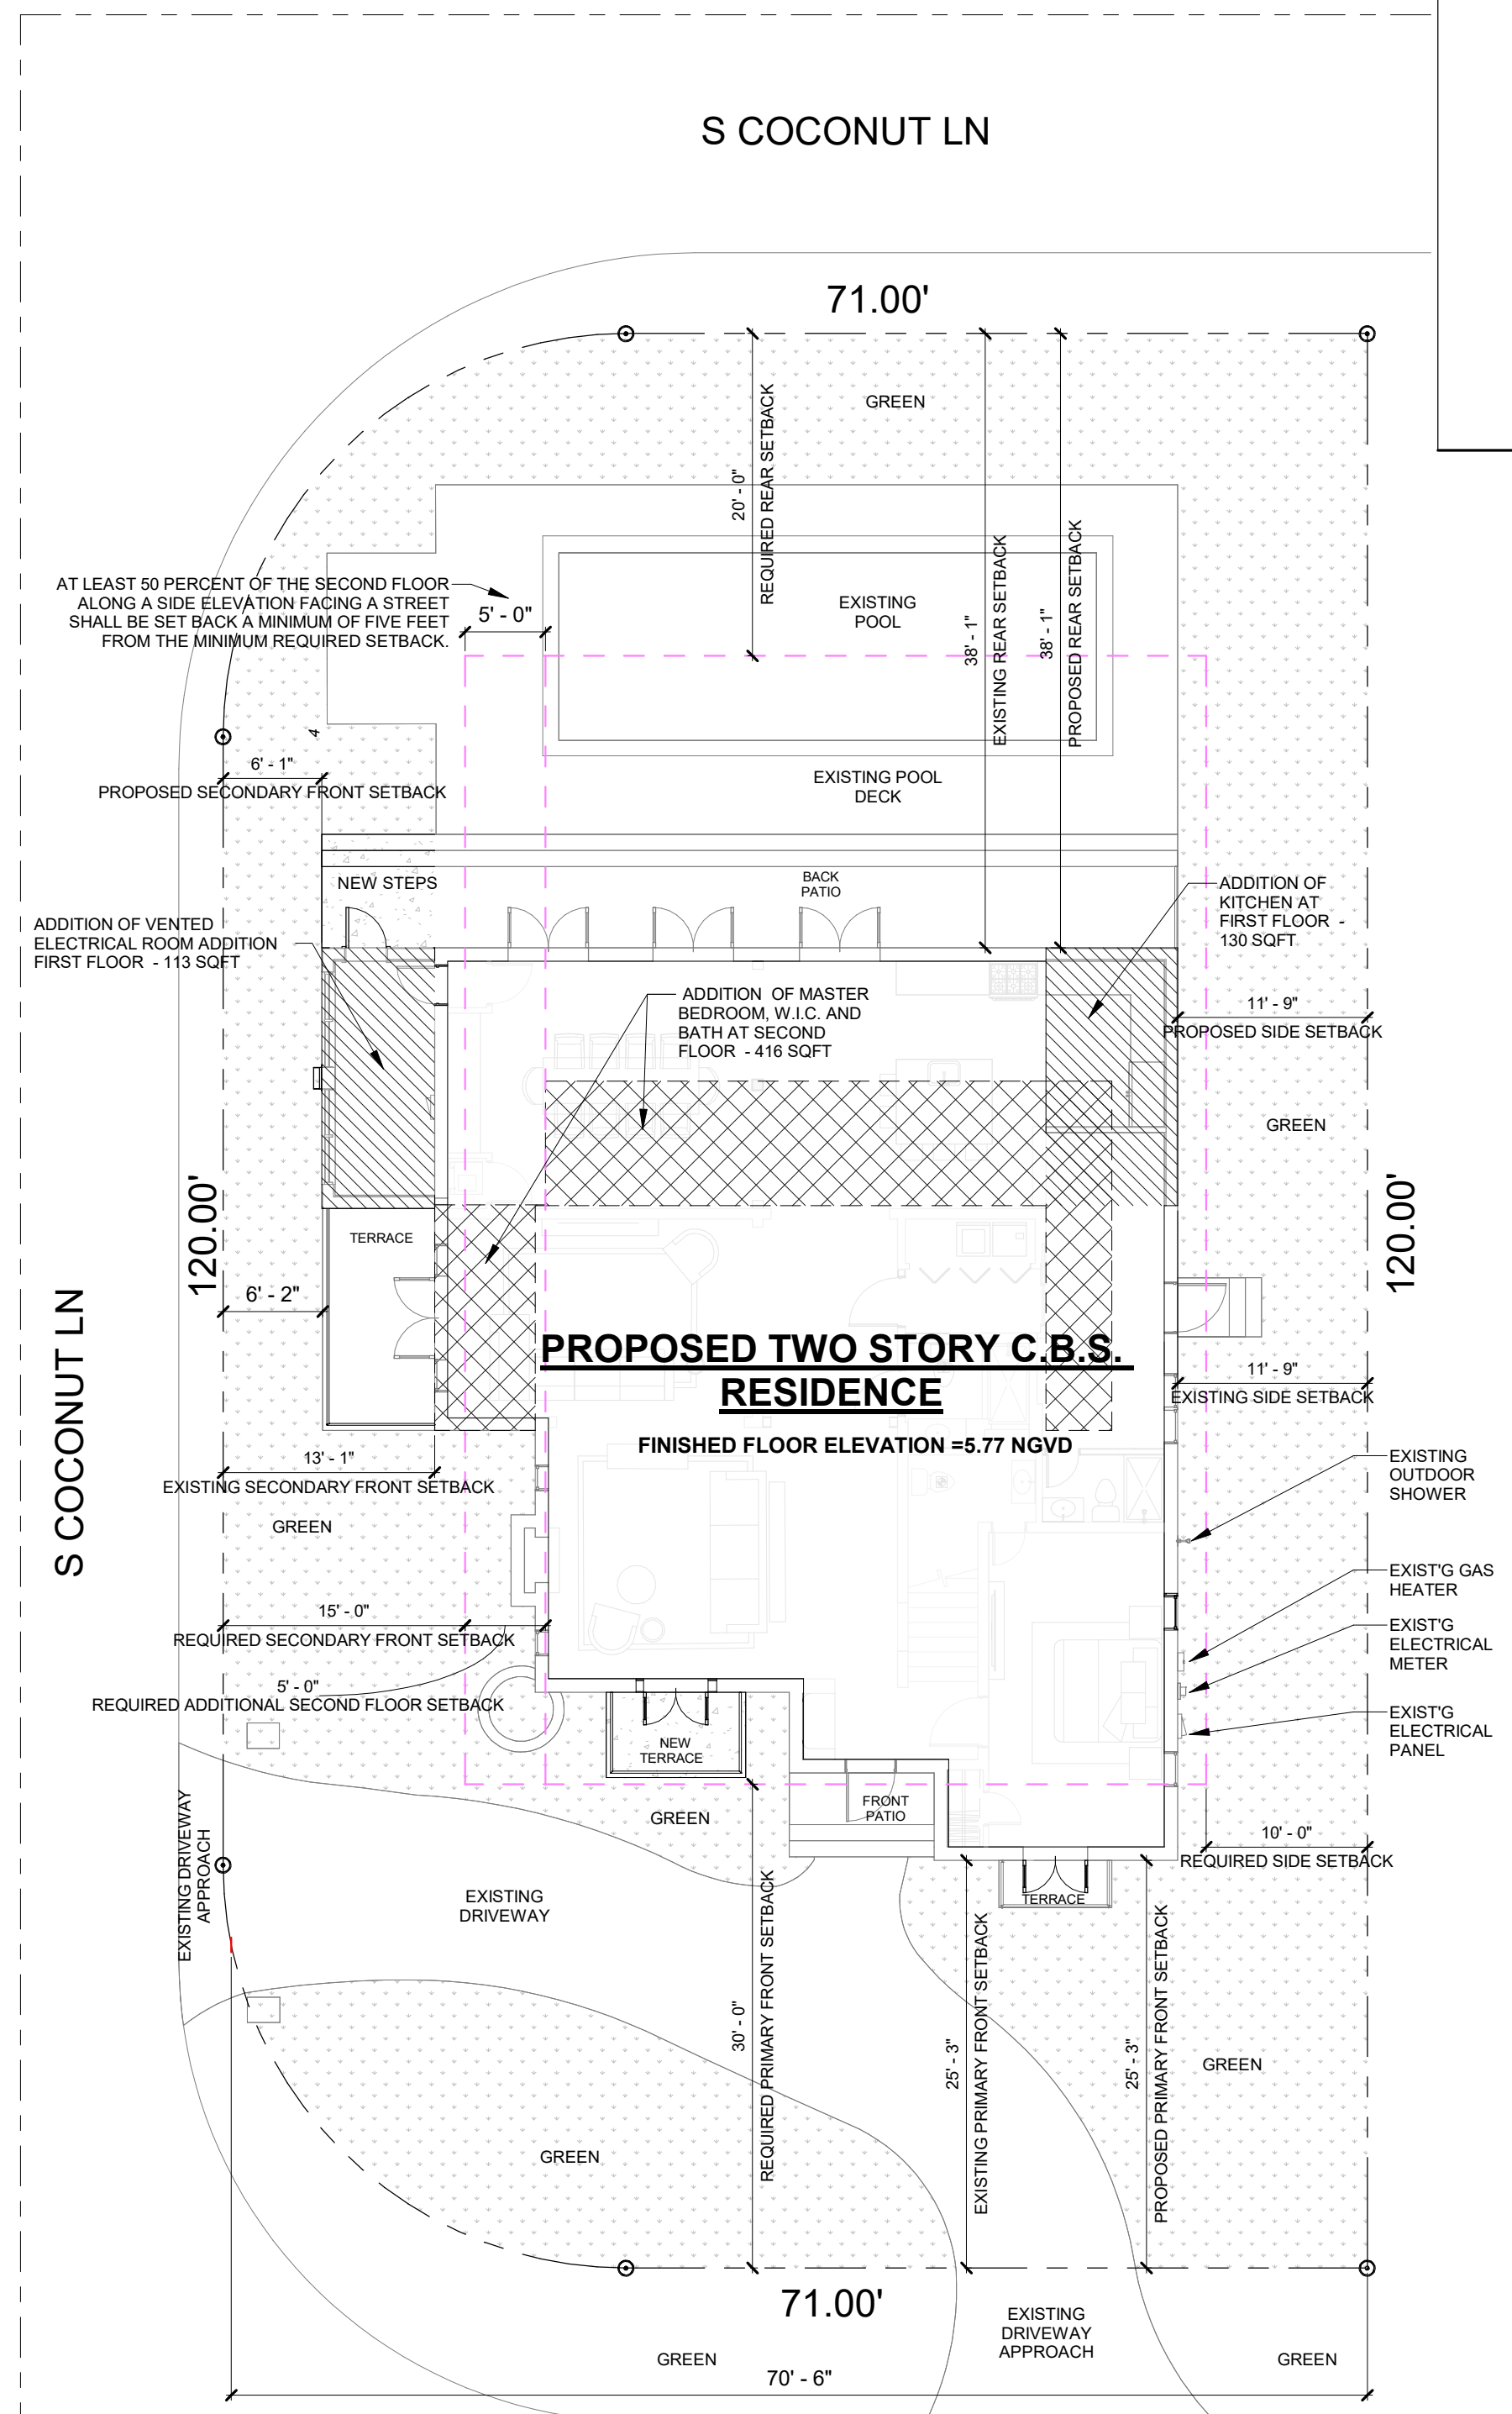 S COCONUT LN
71.00'
GREEN
20' - 0"
REQUIRED REAR SETBACK
38' - 1"
EXISTING REAR SETBACK
38' - 1"
PROPOSED REAR SETBACK
AT LEAST 50 PERCENT OF THE SECOND FLOOR
ALONG A SIDE ELEVATION FACING A STREET
SHALL BE SET BACK A MINIMUM OF FIVE FEET
FROM THE MINIMUM REQUIRED SETBACK.
5' - 0"
EXISTING
POOL
4
6' - 1"
PROPOSED SECONDARY FRONT SETBACK
EXISTING POOL
DECK
NEW STEPS
BACK
PATIO
ADDITION OF
KITCHEN AT
FIRST FLOOR -
130 SQFT
ADDITION OF VENTED
ELECTRICAL ROOM ADDITION
FIRST FLOOR - 113 SQFT
ADDITION OF MASTER
BEDROOM, W.I.C. AND
BATH AT SECOND
FLOOR - 416 SQFT
11' - 9"
PROPOSED SIDE SETBACK
GREEN
120.00'
120.00'
TERRACE
6' - 2"
S COCONUT LN
PROPOSED TWO STORY C.B.S.
RESIDENCE
FINISHED FLOOR ELEVATION =5.77 NGVD
11' - 9"
EXISTING SIDE SETBACK
13' - 1"
EXISTING SECONDARY FRONT SETBACK
GREEN
EXISTING
OUTDOOR
SHOWER
EXIST'G GAS
HEATER
15' - 0"
REQUIRED SECONDARY FRONT SETBACK
EXIST'G
ELECTRICAL
METER
5' - 0"
REQUIRED ADDITIONAL SECOND FLOOR SETBACK
EXIST'G
ELECTRICAL
PANEL
NEW
TERRACE
FRONT
PATIO
GREEN
10' - 0"
REQUIRED SIDE SETBACK
EXISTING DRIVEWAY
APPROACH
EXISTING
DRIVEWAY
TERRACE
30' - 0"
REQUIRED PRIMARY FRONT SETBACK
25' - 3"
EXISTING PRIMARY FRONT SETBACK
25' - 3"
PROPOSED PRIMARY FRONT SETBACK
GREEN
GREEN
71.00'
EXISTING
DRIVEWAY
APPROACH
GREEN
GREEN
70' - 6"